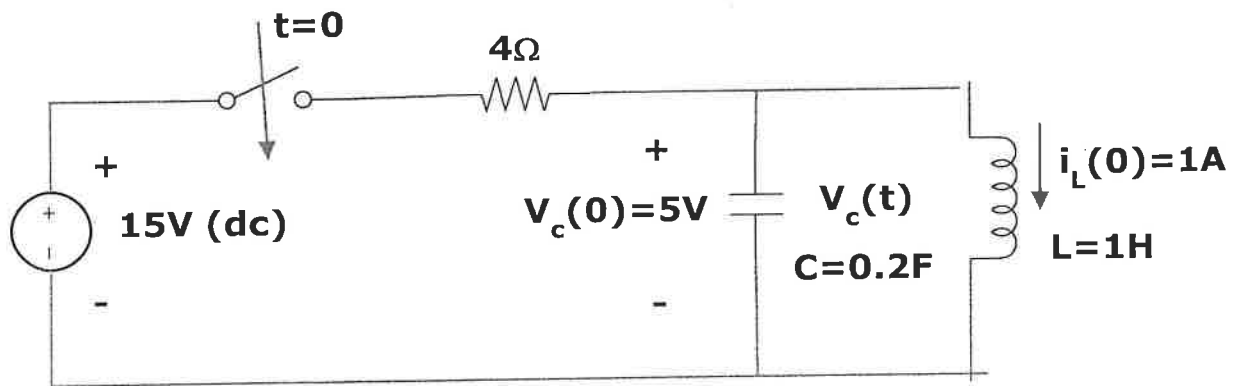 t=0
4Ω
+
+
i_L(0)=1A
+
15V (dc)
V_c(0)=5V
V_c(t)
-
L=1H
C=0.2F
-
-